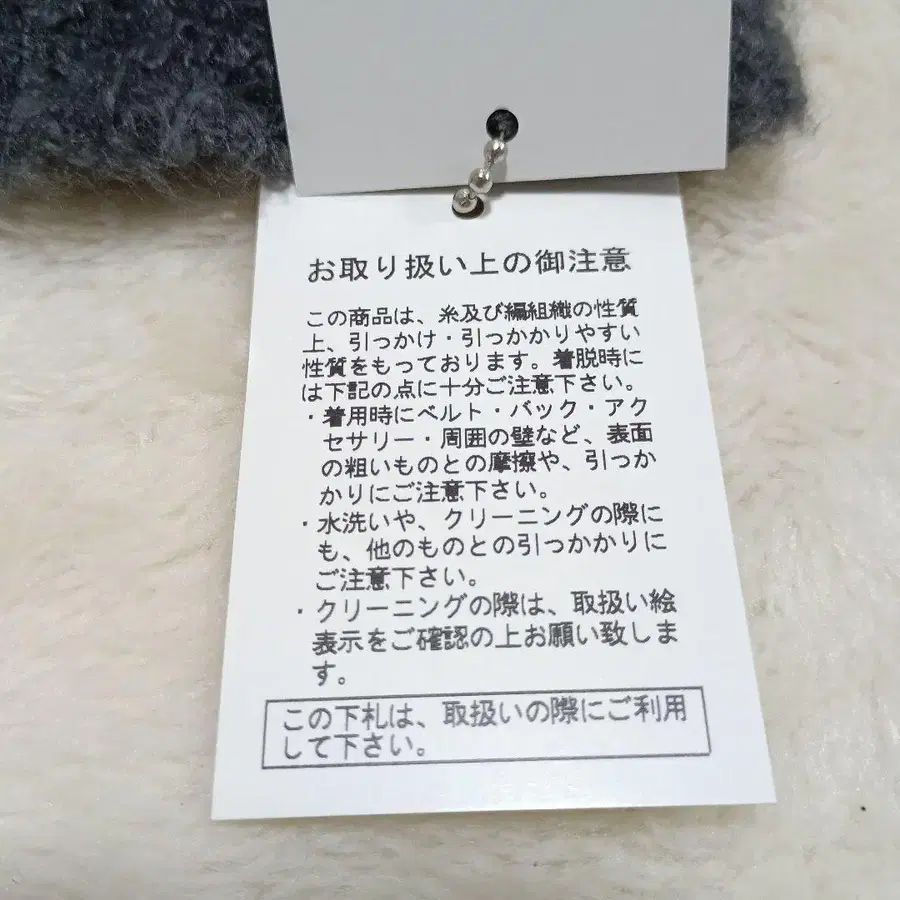 お取り扱い上の御注意
この商品は、糸及び編組織の性質
上、引っかけ・引っかかりやすい
性質をもっております。着脱時に
は下記の点に十分ご注意下さい。
・着用時にベルト・バック・アク
セサリー・周囲の壁など、表面
の粗いものとの摩擦や、引っか
かりにご注意下さい。
・水洗いや、クリーニングの際に
も、他のものとの引っかかりに
ご注意下さい。
・クリーニングの際は、取扱い絵
表示をご確認の上お願い致しま
す。
この下札は、取扱いの際にご利用
して下さい。